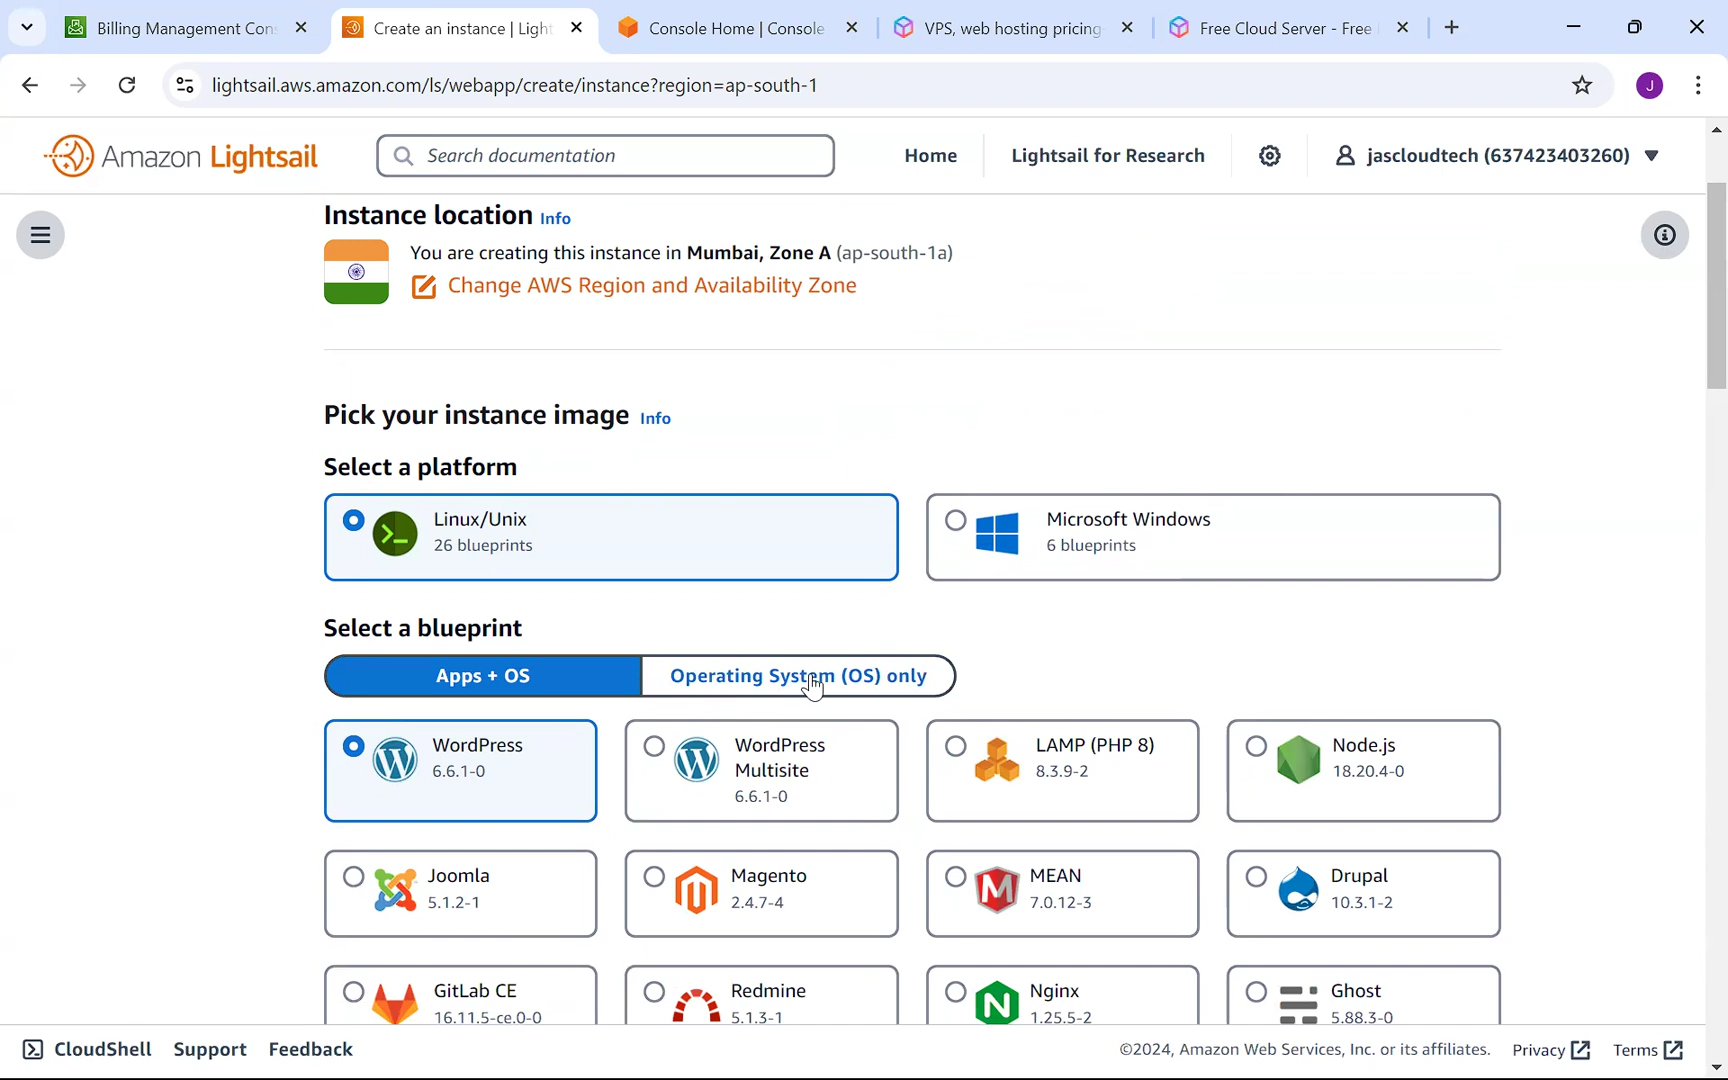 Billing Management Con
Create an instance | Light
Console Home | Console
VPS, web hosting pricing
Free Cloud Server - Free
lightsail.aws.amazon.com/ls/webapp/create/instance?region=ap-south-1
J
Amazon Lightsail
Search documentation
Home
Lightsail for Research
jascloudtech (637423403260)
Instance location Info
You are creating this instance in Mumbai, Zone A (ap-south-1a)
Change AWS Region and Availability Zone
Pick your instance image Info
Select a platform
Linux/Unix
26 blueprints
Microsoft Windows
6 blueprints
Select a blueprint
Apps + OS
Operating System (OS) only
WordPress
6.6.1-0
WordPress
Multisite
6.6.1-0
LAMP (PHP 8)
8.3.9-2
Node.js
18.20.4-0
Joomla
5.1.2-1
Magento
2.4.7-4
MEAN
7.0.12-3
Drupal
10.3.1-2
GitLab CE
16.11.5-ce.0-0
Redmine
5.1.3-1
Nginx
1.25.5-2
Ghost
5.88.3-0
CloudShell
Support
Feedback
©2024, Amazon Web Services, Inc. or its affiliates.
Privacy
Terms